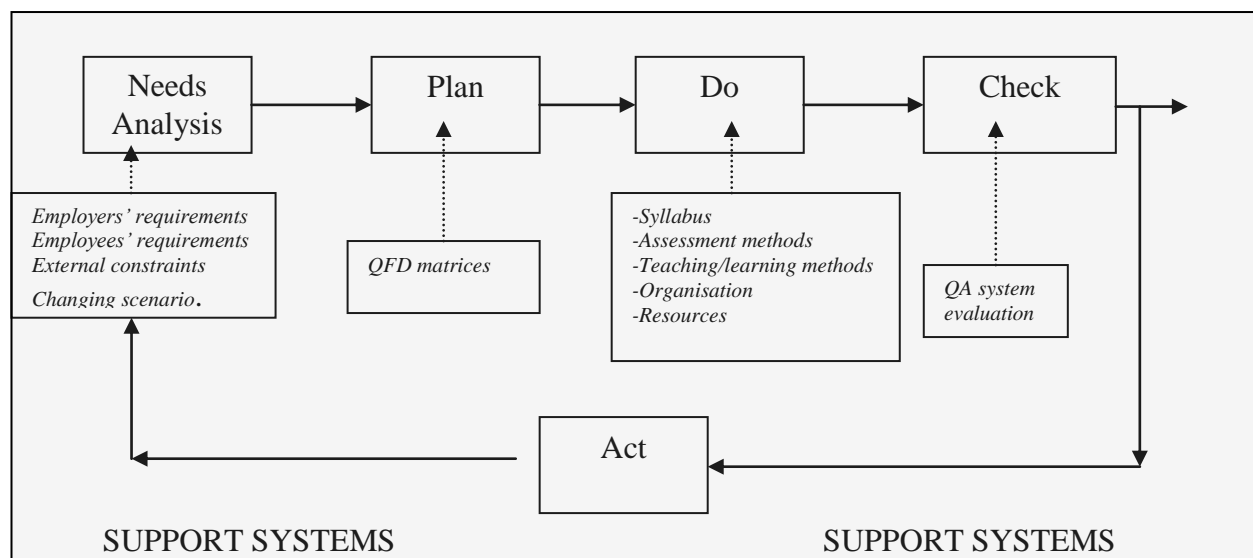 Needs
Analysis
Plan
Do
Check
Employers’ requirements
Employees’ requirements
External constraints
Changing scenario.
QFD matrices
-Syllabus
-Assessment methods
-Teaching/learning methods
-Organisation
-Resources
QA system
evaluation
Act
SUPPORT SYSTEMS
SUPPORT SYSTEMS